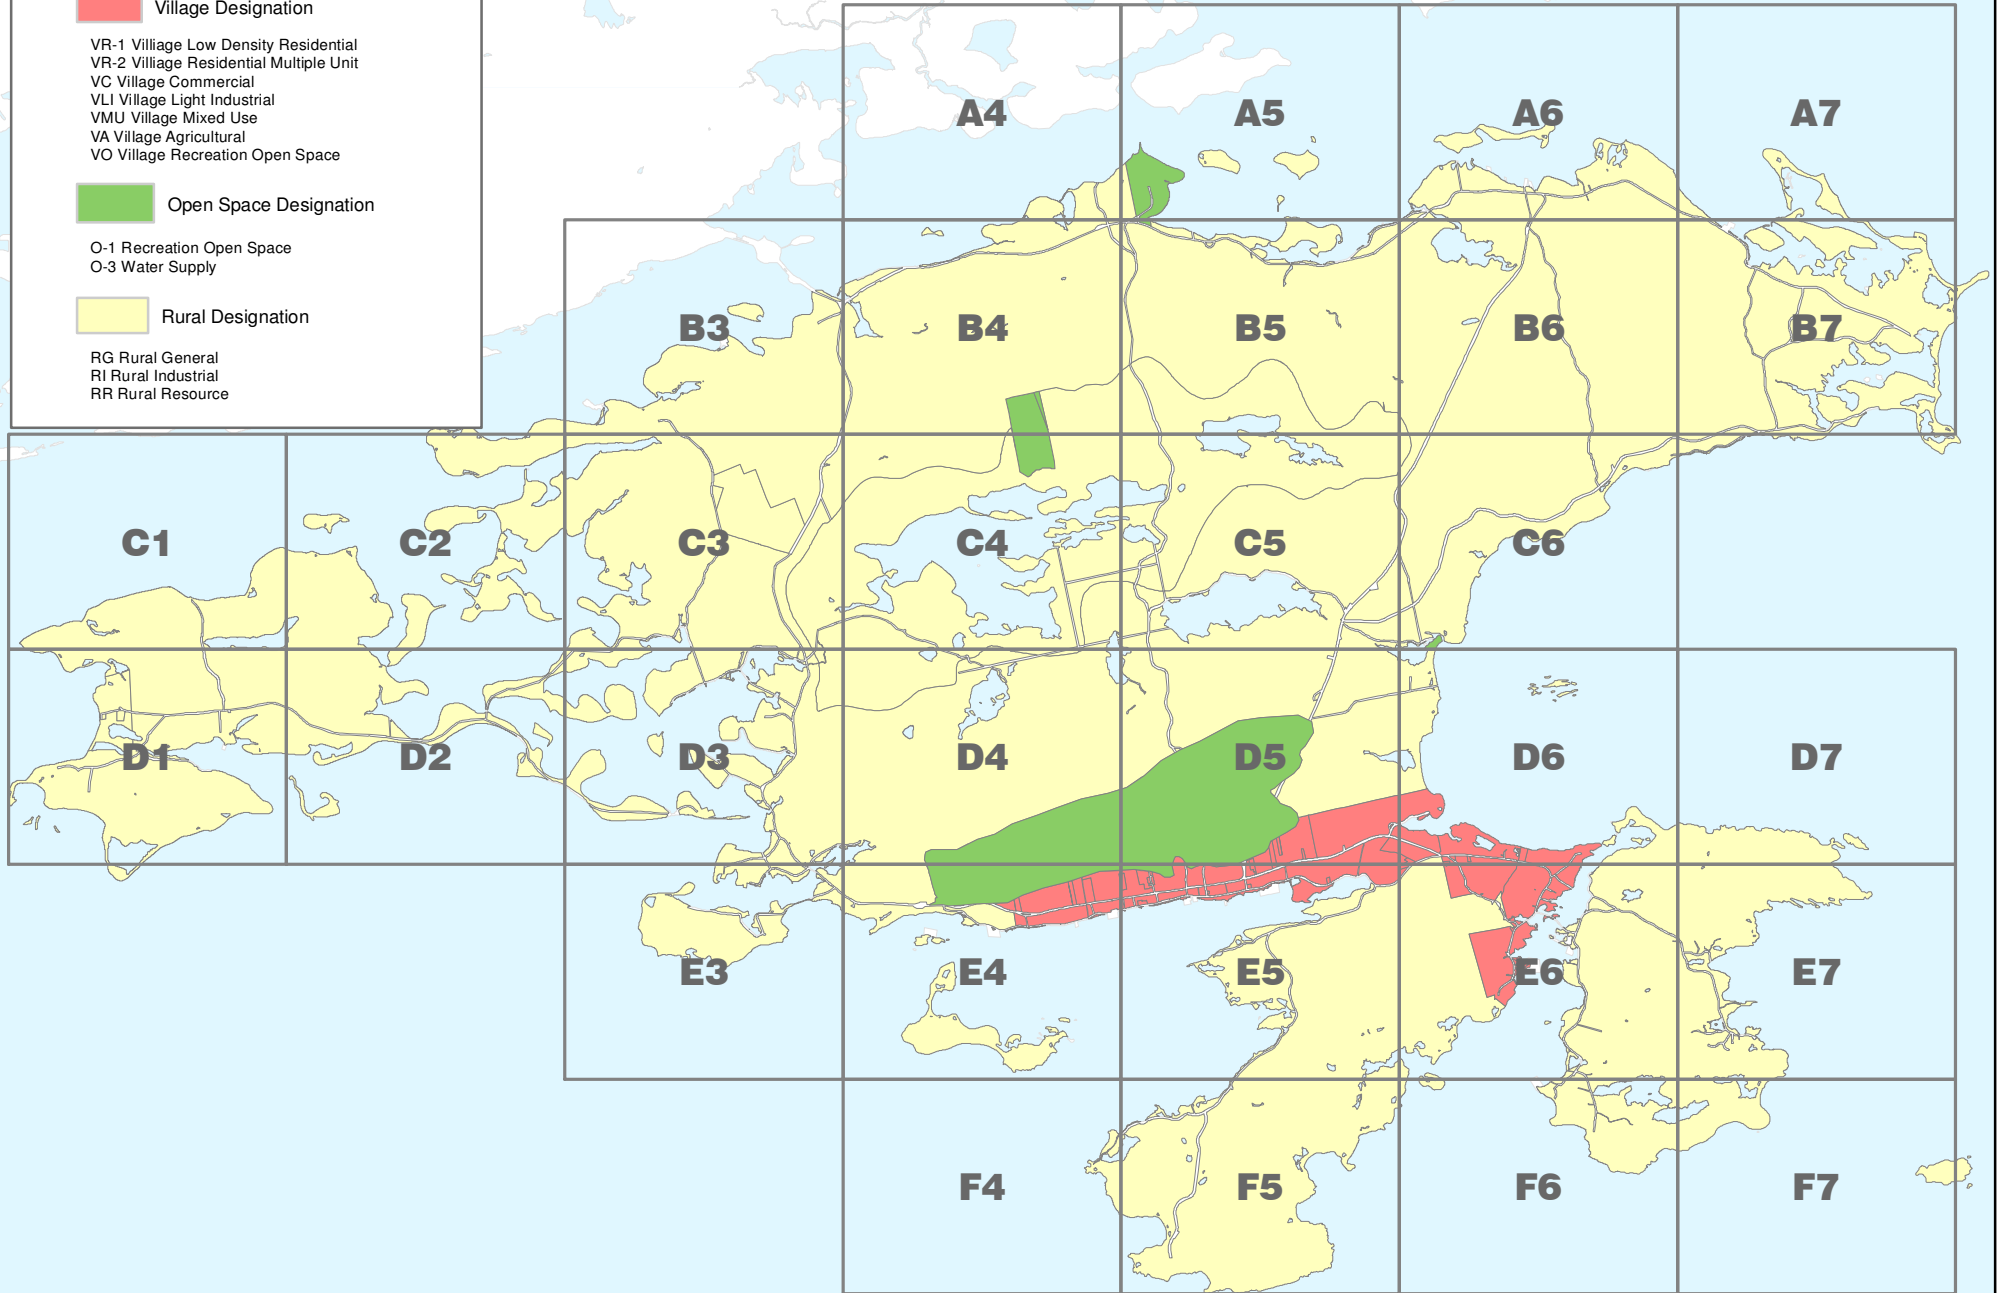 Village Designation
VR-1 Villiage Low Density Residential
VR-2 Villiage Residential Multiple Unit
VC Village Commercial
VLI Village Light Industrial
VMU Village Mixed Use
VA Village Agricultural
VO Village Recreation Open Space
Open Space Designation
O-1 Recreation Open Space
O-3 Water Supply
Rural Designation
RG Rural General
RI Rural Industrial
RR Rural Resource
A4 A5 A6 A7
B3 B4 B5 B6 B7
C1 C2 C3 C4 C5 C6
D1 D2 D3 D4 D5 D6 D7
E3 E4 E5 E6 E7
F4 F5 F6 F7